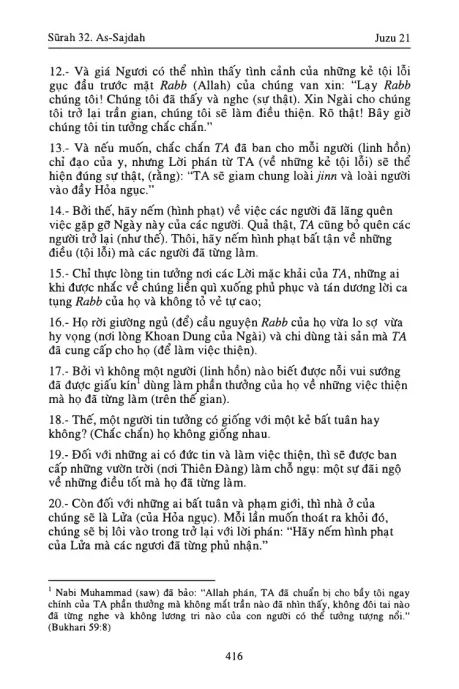 Sūrah 32. As-Sajdah Juzu 21
12.- Và giá Ngươi có thể nhìn thấy tình cảnh của những kẻ tội lỗi
gục đầu trước mặt Rabb (Allah) của chúng van xin: “Lạy Rabb
chúng tôi! Chúng tôi đã thấy và nghe (sự thật). Xin Ngài cho chúng
tôi trở lại trần gian, chúng tôi sẽ làm điều thiện. Rõ thật! Bây giờ
chúng tôi tin tưởng chắc chắn.”
13.- Và nếu muốn, chắc chắn TA đã ban cho mỗi người (linh hồn)
chỉ đạo của y, nhưng Lời phán từ TA (về những kẻ tội lỗi) sẽ thể
hiện đúng sự thật, (rằng): “TA sẽ giam chung loài jinn và loài người
vào đầy Hỏa ngục.”
14.- Bởi thế, hãy nếm (hình phạt) về việc các người đã lãng quên
việc gặp gỡ Ngày này của các người. Quả thật, TA cũng bỏ quên các
người trở lại (như thế). Thôi, hãy nếm hình phạt bất tận về những
điều (tội lỗi) mà các người đã từng làm.
15.- Chỉ thực lòng tin tưởng nơi các Lời mặc khải của TA, những ai
khi được nhắc về chúng liền quì xuống phủ phục và tán dương lời ca
tụng Rabb của họ và không tỏ vẻ tự cao;
16.- Họ rời giường ngủ (để) cầu nguyện Rabb của họ vừa lo sợ vừa
hy vọng (nơi lòng Khoan Dung của Ngài) và chi dùng tài sản mà TA
đã cung cấp cho họ (để làm việc thiện).
17.- Bởi vì không một người (linh hồn) nào biết được nỗi vui sướng
đã được giấu kín¹ dùng làm phần thưởng của họ về những việc thiện
mà họ đã từng làm (trên thế gian).
18.- Thế, một người tin tưởng có giống với một kẻ bất tuân hay
không? (Chắc chắn) họ không giống nhau.
19.- Đối với những ai có đức tin và làm việc thiện, thì sẽ được ban
cấp những vườn trời (nơi Thiên Đàng) làm chỗ ngụ: một sự đãi ngộ
về những điều tốt mà họ đã từng làm.
20.- Còn đối với những ai bất tuân và phạm giới, thì nhà ở của
chúng sẽ là Lửa (của Hỏa ngục). Mỗi lần muốn thoát ra khỏi đó,
chúng sẽ bị lôi vào trong trở lại với lời phán: “Hãy nếm hình phạt
của Lửa mà các ngươi đã từng phủ nhận.”
¹ Nabi Muhammad (saw) đã bảo: “Allah phán, TA đã chuẩn bị cho bầy tôi ngay
chính của TA phần thưởng mà không mắt trần nào đã nhìn thấy, không đôi tai nào
đã từng nghe và không lương tri nào của con người có thể tưởng tượng nổi.”
(Bukhari 59:8)
416